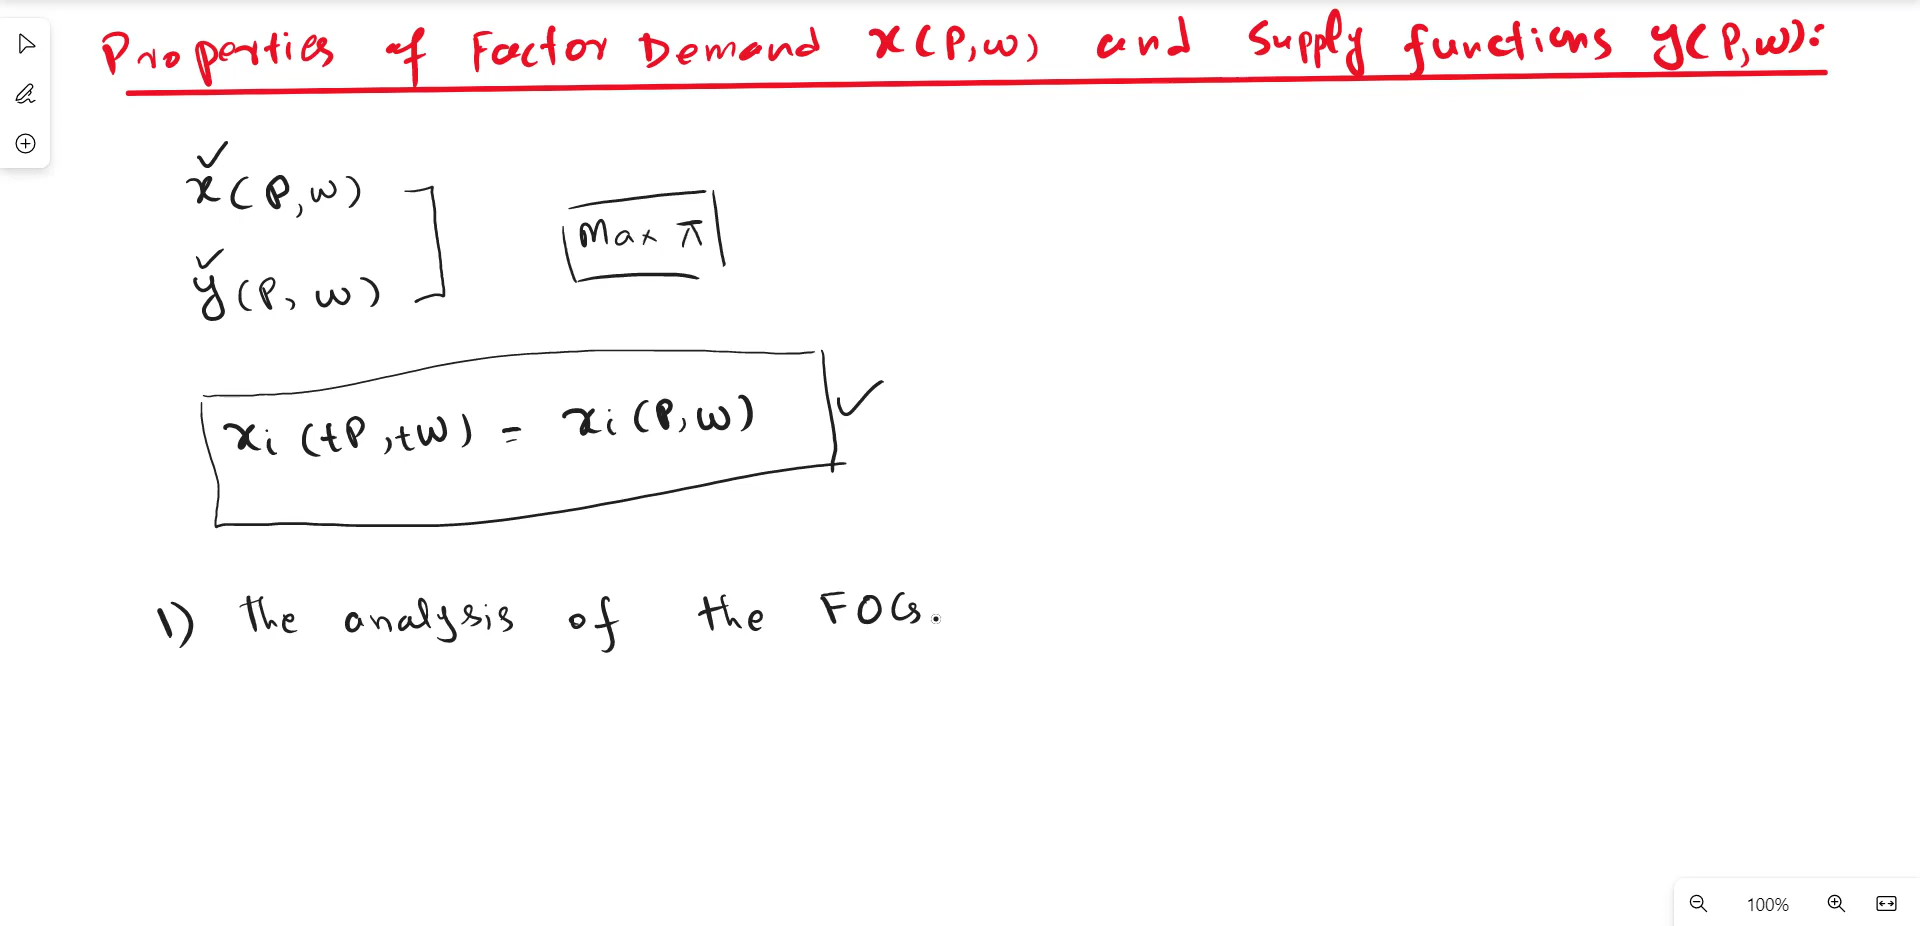 Properties of Factor Demand x(P,w) and Supply functions y(P,w):
x(P,w)
Max π
y(P,w)
xi(tP,tw) = xi(P,w)
1) the analysis of the FOCs.
100%